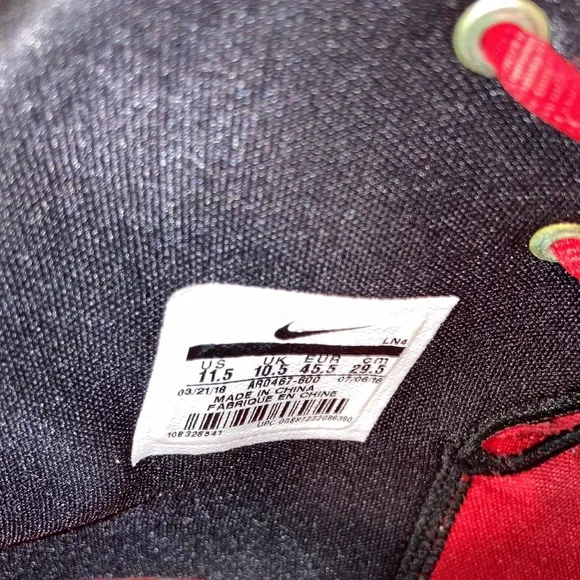 LN4
US UK EUR cm
11.5 10.5 45.5 29.5
03/21/18 AR0467-600 07/06/18
MADE IN CHINA
FABRIQUE EN CHINE
UPC